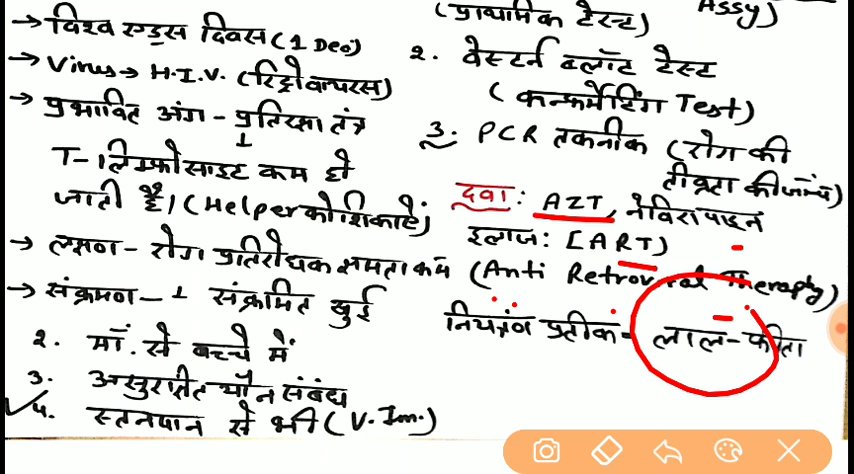 → विश्व एड्स दिवस (1 Dec)
→ Virus → H.I.V. (रिट्रोवायरस)
→ प्रभावित अंग - प्रतिरक्षा तंत्र
↓
T-लिम्फोसाइट कम हो
जाती है। (Helper कोशिकाएँ)
→ लक्षण - रोग प्रतिरोधक क्षमता कम
→ संक्रमण - 1 संक्रमित सुई
2. माँ से बच्चे में
3. असुरक्षित यौन संबंध
4. स्तनपान से भी (V. Im.)
(प्राथमिक टेस्ट) Assy)
2. वेस्टर्न ब्लॉट टेस्ट
(कन्फर्मेटिंग Test)
3. PCR तकनीक (रोग की
तीव्रता की जाँच)
दवा: AZT, नेविरापाइन
इलाज: [ART)
(Anti Retroviral Therapy)
नियंत्रण प्रतीक - लाल-फीता